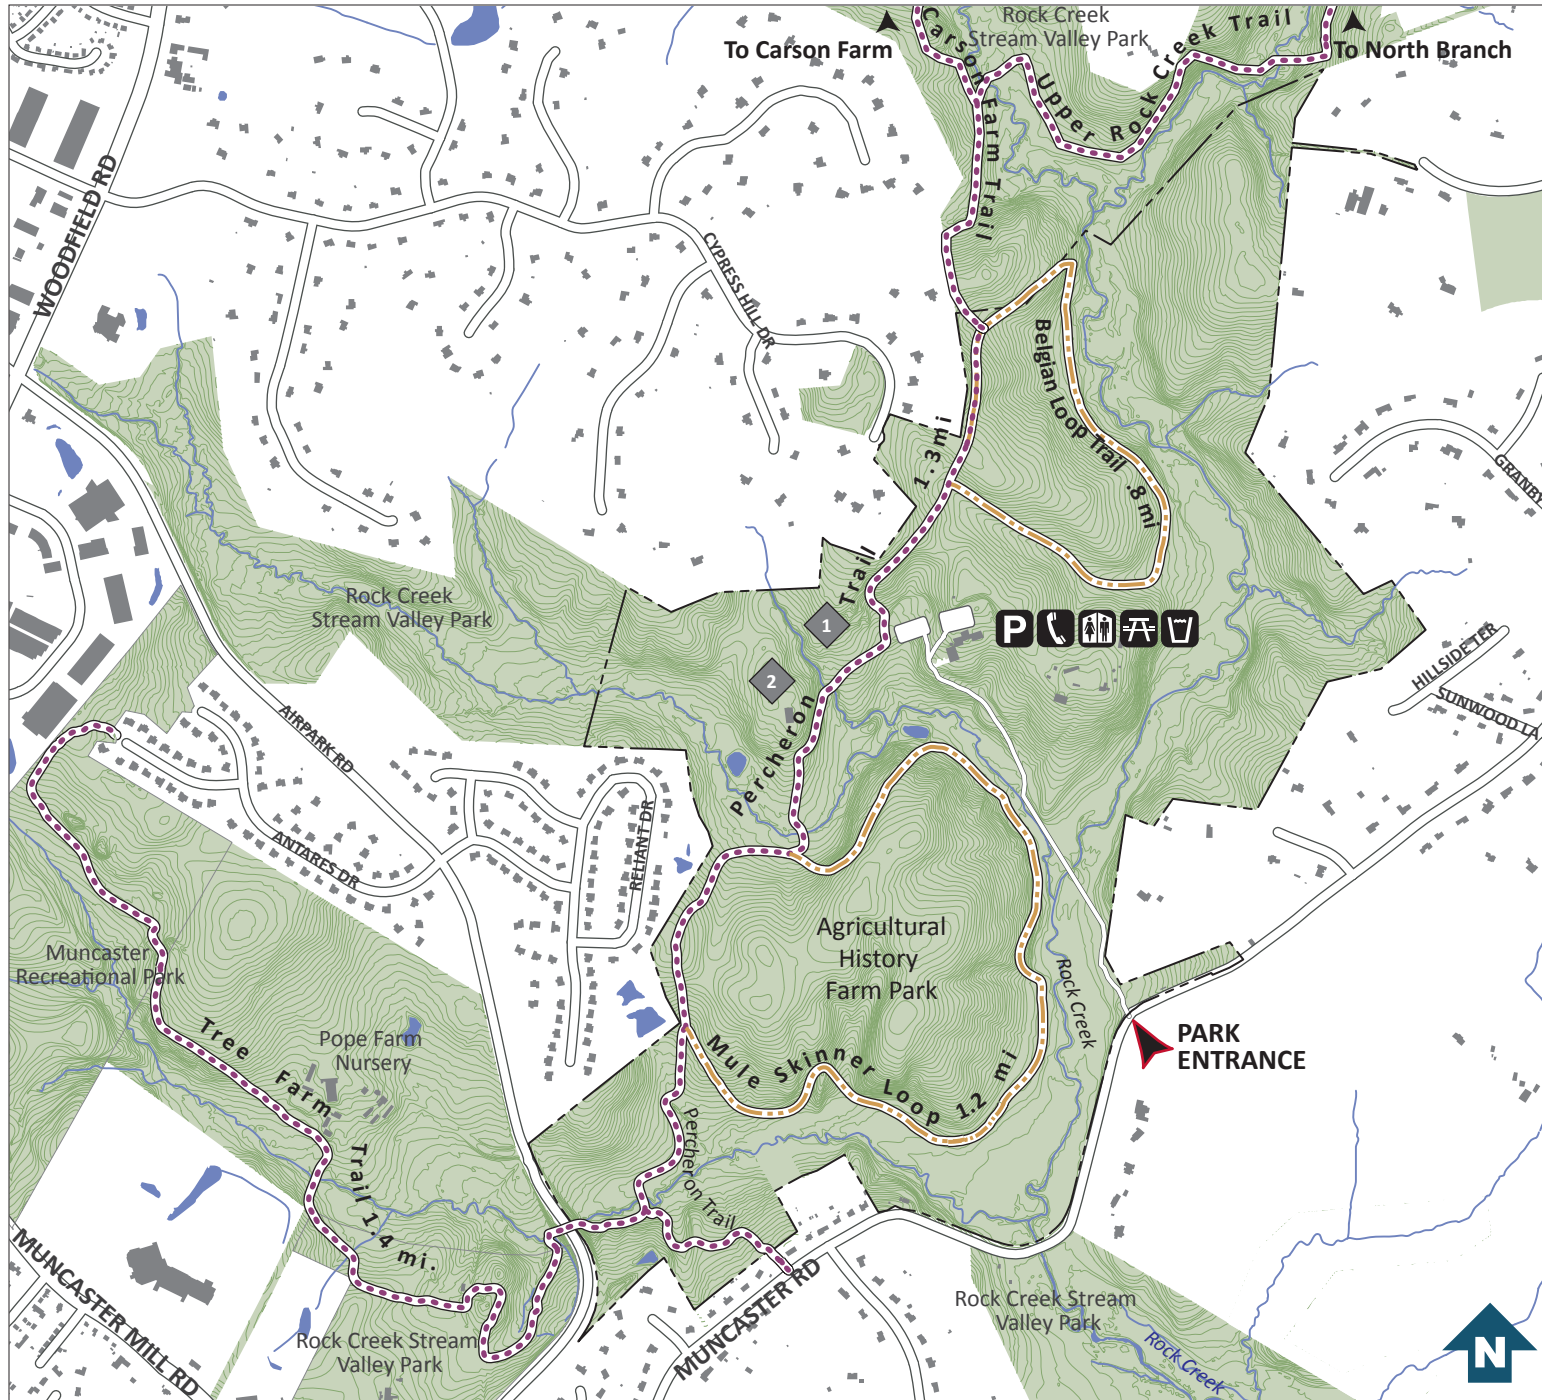 Rock Creek
Stream Valley Park
To Carson Farm
To North Branch
Carson Farm Trail
Upper Rock Creek Trail
WOODFIELD RD
CYPRESS HILL DR
Belgian Loop Trail .8 mi
1.3mi
GRANBY
Rock Creek
Stream Valley Park
1
2
Percheron Trail
P
HILLSIDE TER
SUNWOOD LA
AIRPARK RD
ANTARES DR
RELIANT DR
Agricultural
History
Farm Park
Muncaster
Recreational Park
Rock Creek
PARK
ENTRANCE
Pope Farm
Nursery
Mule Skinner Loop 1.2 mi
Tree Farm Trail 1.4 mi.
Percheron Trail
MUNCASTER MILL RD
MUNCASTER RD
Rock Creek Stream
Valley Park
Rock Creek Stream
Valley Park
Rock Creek
N